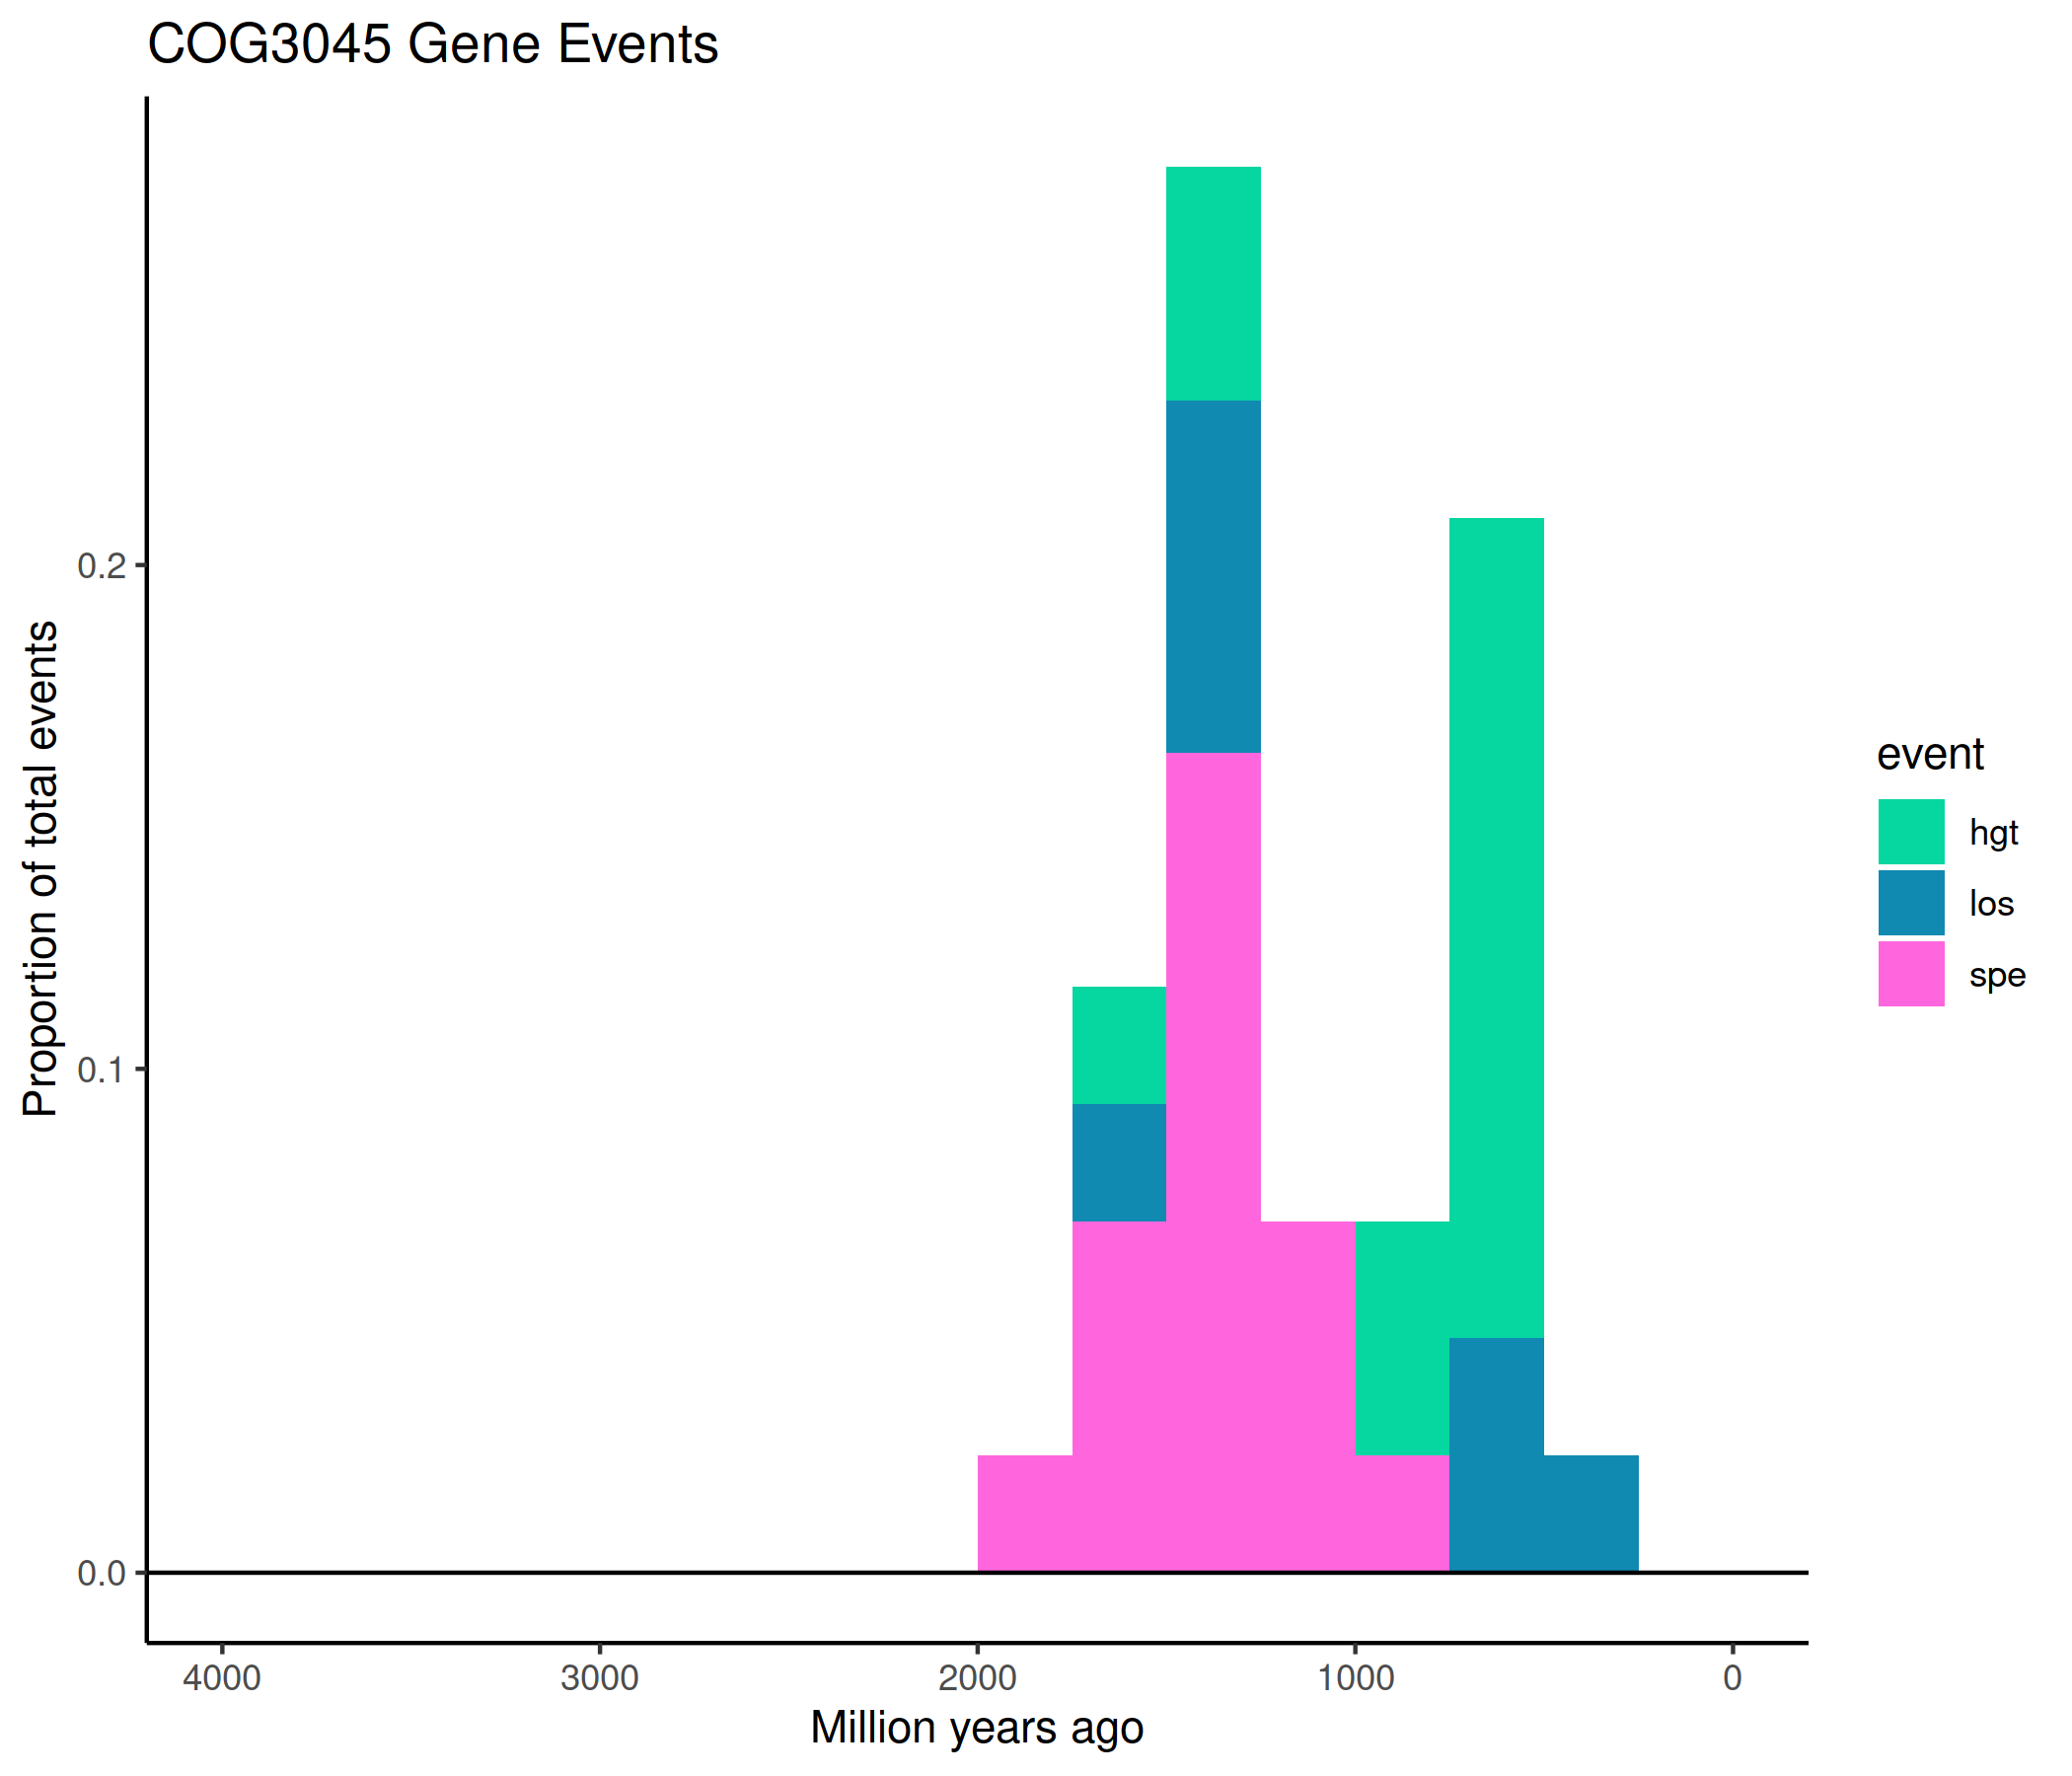 COG3045 Gene Events
Proportion of total events
0.2
0.1
0.0
4000 3000 2000 1000 0
Million years ago
event
hgt
los
spe